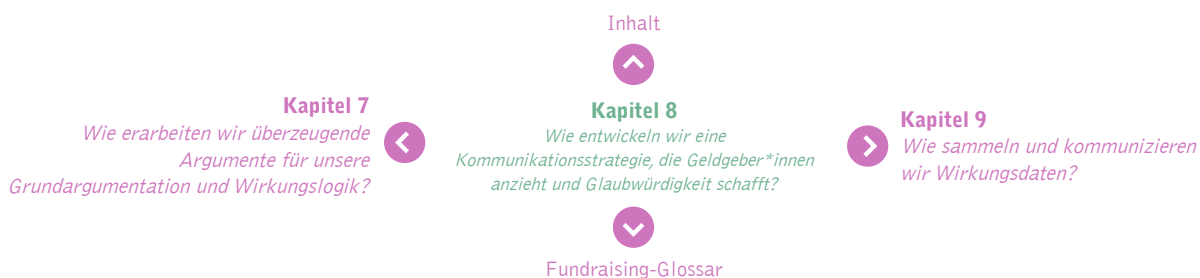 Inhalt
Kapitel 7
Wie erarbeiten wir überzeugende
Argumente für unsere
Grundargumentation und Wirkungslogik?
Kapitel 8
Wie entwickeln wir eine
Kommunikationsstrategie, die Geldgeber*innen
anzieht und Glaubwürdigkeit schafft?
Kapitel 9
Wie sammeln und kommunizieren
wir Wirkungsdaten?
Fundraising-Glossar